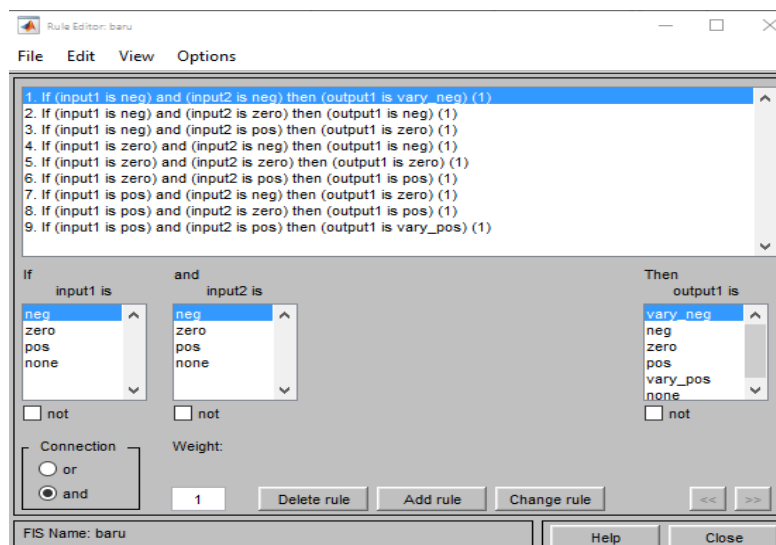 Rule Editor: baru
File Edit View Options
1. If (input1 is neg) and (input2 is neg) then (output1 is vary_neg) (1)
2. If (input1 is neg) and (input2 is zero) then (output1 is neg) (1)
3. If (input1 is neg) and (input2 is pos) then (output1 is zero) (1)
4. If (input1 is zero) and (input2 is neg) then (output1 is neg) (1)
5. If (input1 is zero) and (input2 is zero) then (output1 is zero) (1)
6. If (input1 is zero) and (input2 is pos) then (output1 is pos) (1)
7. If (input1 is pos) and (input2 is neg) then (output1 is zero) (1)
8. If (input1 is pos) and (input2 is zero) then (output1 is pos) (1)
9. If (input1 is pos) and (input2 is pos) then (output1 is vary_pos) (1)
If
input1 is
neg
zero
pos
none
not
and
input2 is
neg
zero
pos
none
not
Then
output1 is
vary_neg
neg
zero
pos
vary_pos
none
not
Connection
or
and
Weight:
1
Delete rule
Add rule
Change rule
<<
>>
FIS Name: baru
Help
Close